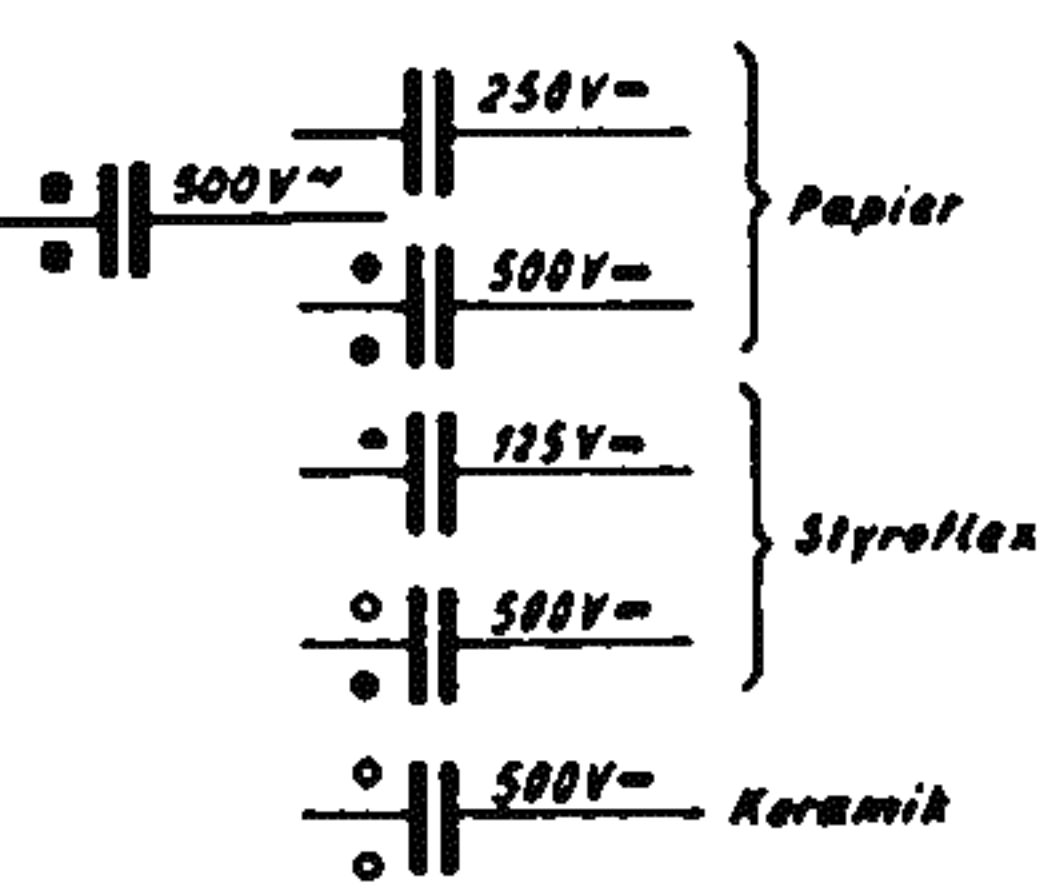 250V=
500V~
Papier
500V=
125V=
Styroflex
500V=
500V= Keramik